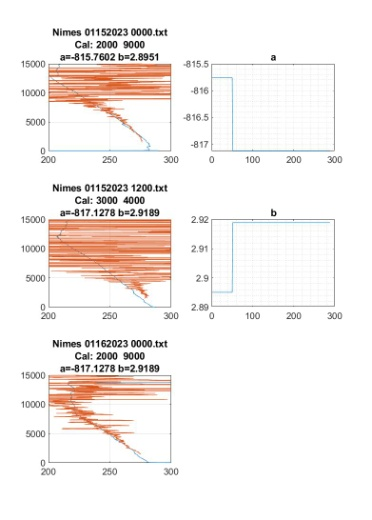 Nimes 01152023 0000.txt
Cal: 2000 9000
a=-815.7602 b=2.8951
15000
10000
5000
0
200 250 300
a
-815.5
-816
-816.5
-817
0 100 200 300
Nimes 01152023 1200.txt
Cal: 3000 4000
a=-817.1278 b=2.9189
15000
10000
5000
0
200 250 300
b
2.92
2.91
2.9
2.89
0 100 200 300
Nimes 01162023 0000.txt
Cal: 2000 9000
a=-817.1278 b=2.9189
15000
10000
5000
0
200 250 300